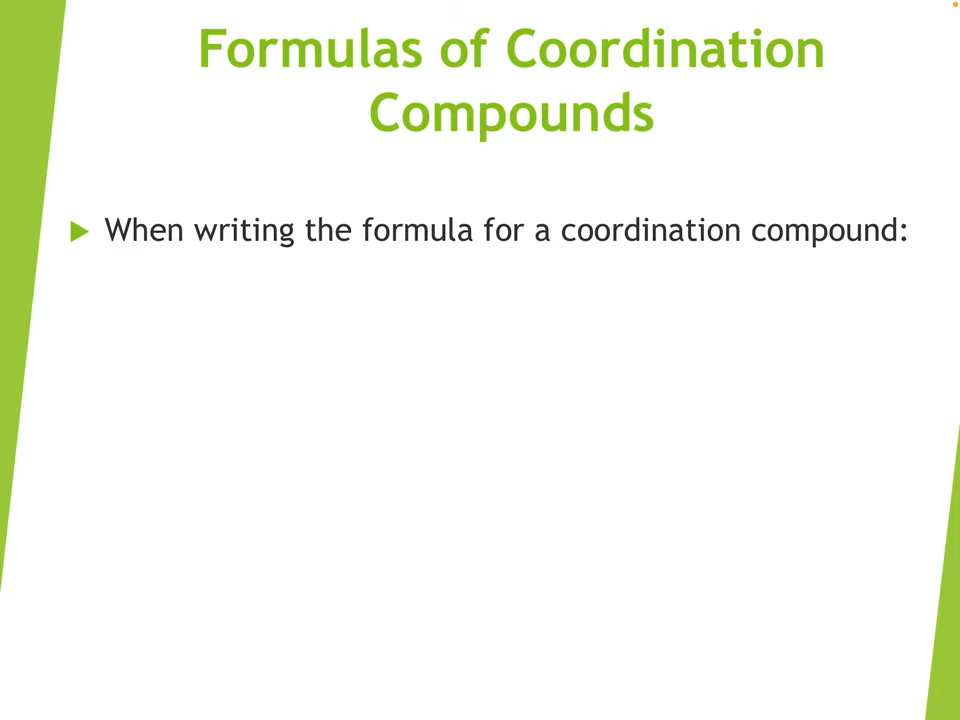 Formulas of Coordination
Compounds
When writing the formula for a coordination compound: